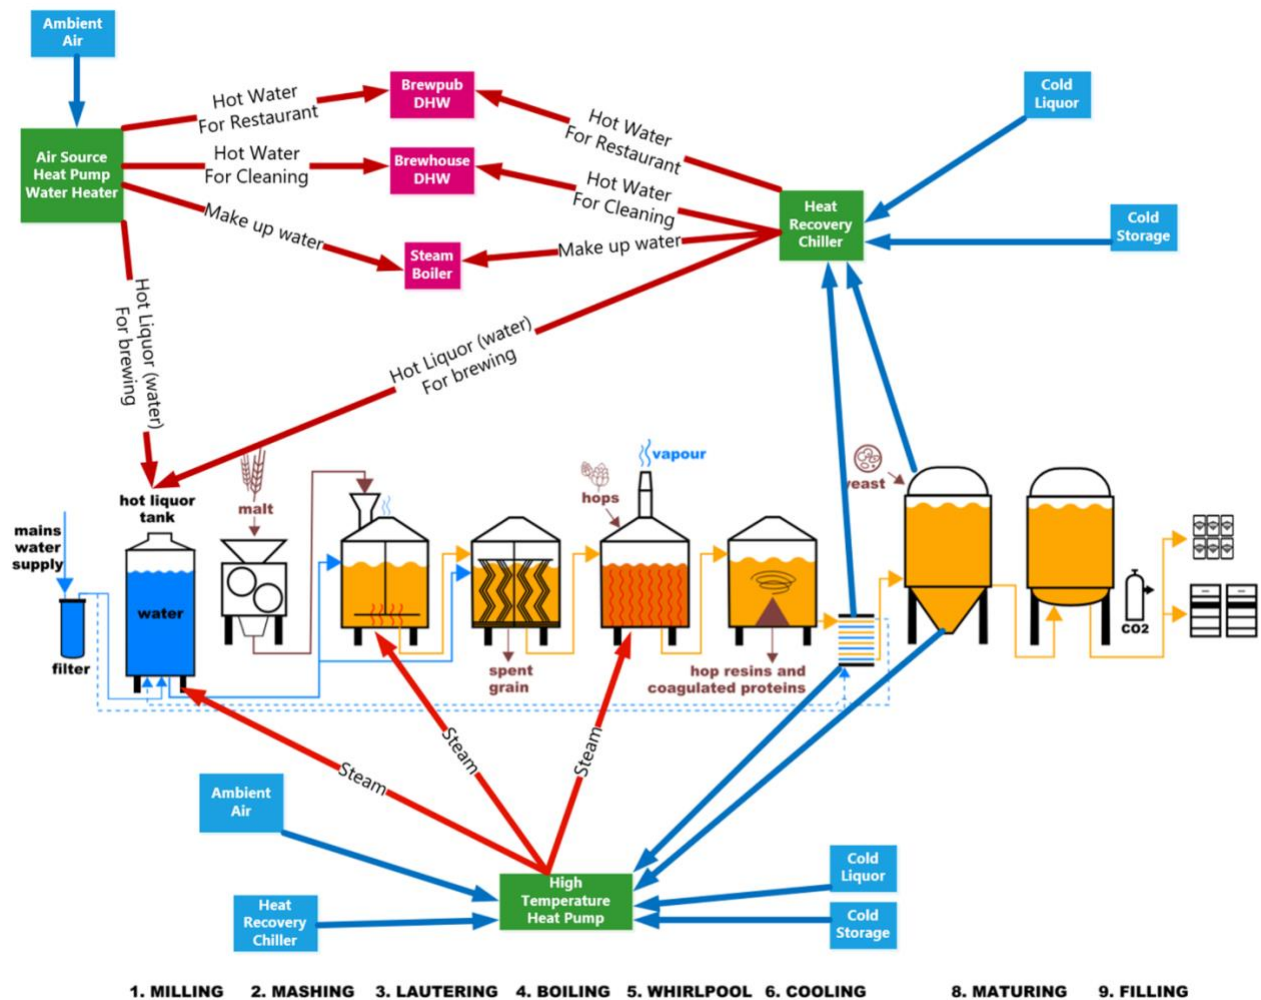 Ambient
Air
Air Source
Heat Pump
Water Heater
Hot Water
For Restaurant
Hot Water
For Cleaning
Make up water
Hot Liquor (water)
For brewing
Brewpub
DHW
Brewhouse
DHW
Steam
Boiler
Hot Water
For Restaurant
Hot Water
For Cleaning
Make up water
Hot Liquor (water)
For brewing
Heat
Recovery
Chiller
Cold
Liquor
Cold
Storage
mains
water
supply
filter
hot liquor
tank
water
malt
spent
grain
hops
vapour
hop resins and
coagulated proteins
yeast
CO2
Steam
Steam
Steam
Ambient
Air
Heat
Recovery
Chiller
High
Temperature
Heat Pump
Cold
Liquor
Cold
Storage
1. MILLING 2. MASHING 3. LAUTERING 4. BOILING 5. WHIRLPOOL 6. COOLING 8. MATURING 9. FILLING